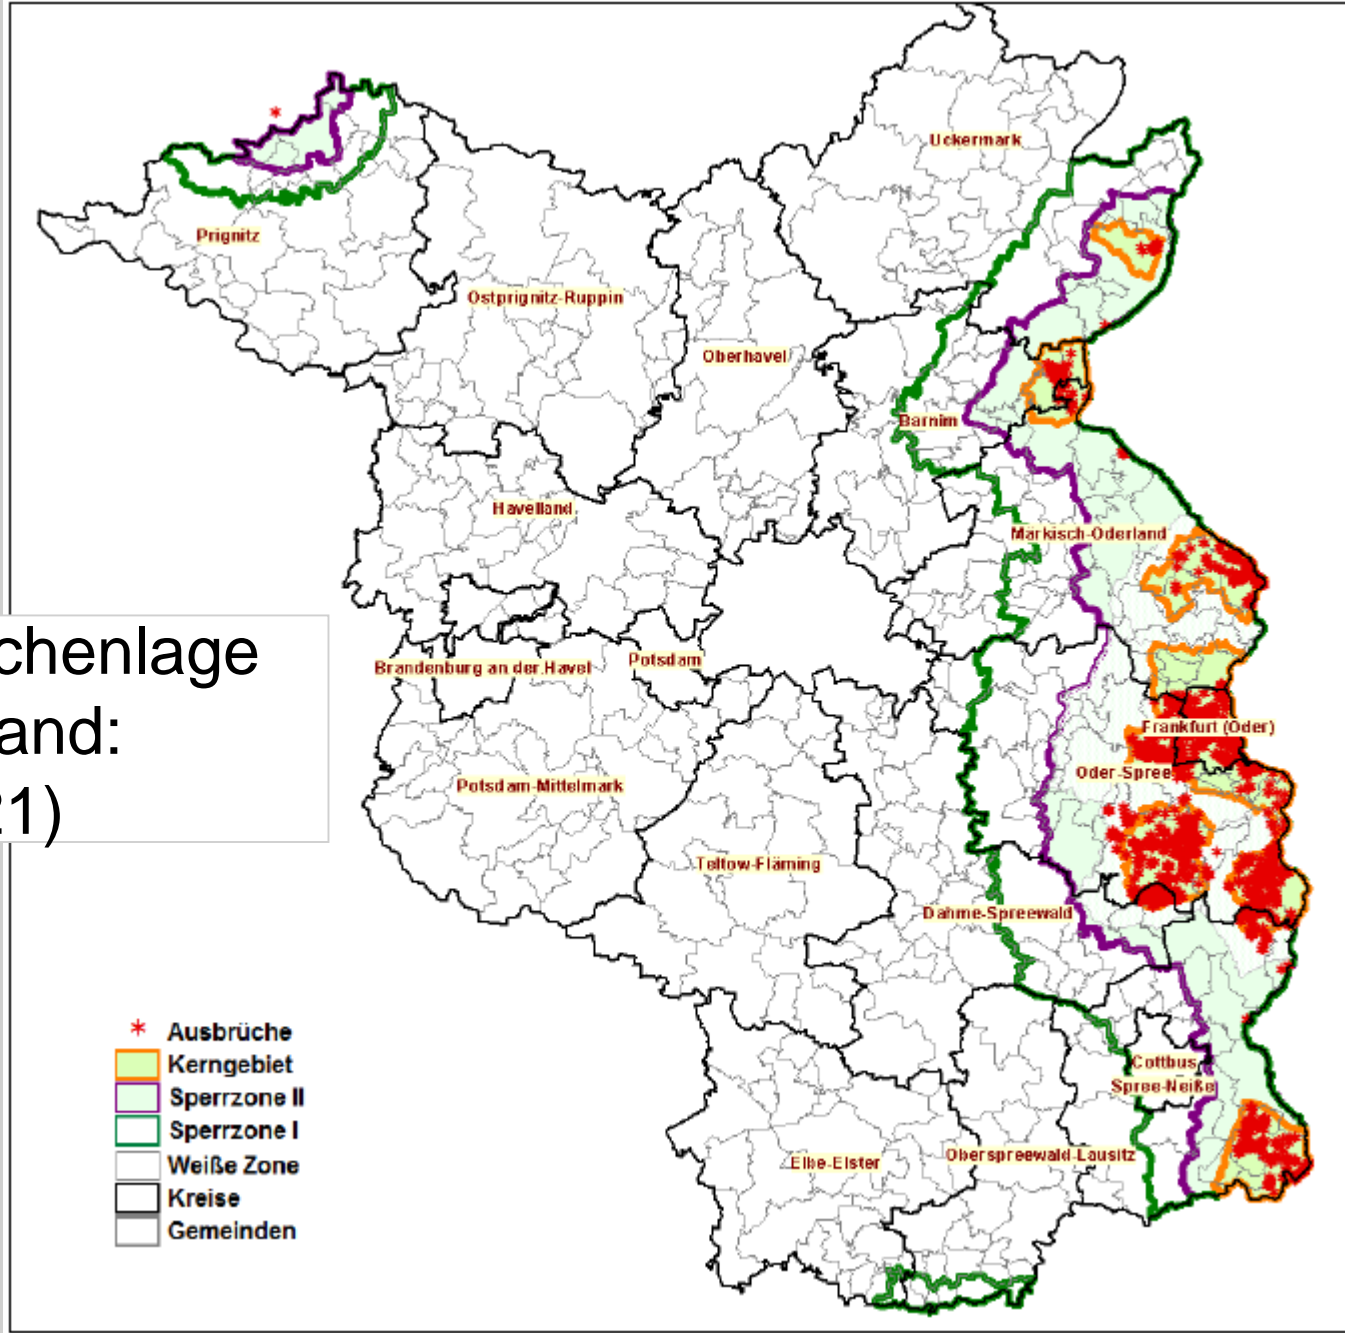 Uckermark
Prignitz
Ostprignitz-Ruppin
Oberhavel
Barnim
Havelland
Märkisch-Oderland
chenlage
and:
21)
Brandenburg an der.Havel
Potsdam
Frankfurt (Oder)
Oder-Spree
Potsdam-Mittelmark
Teltow-Fläming
Dahme-Spreewald
Cottbus
Spree-Neiße
Elbe-Elster
Oberspreewald-Lausitz
* Ausbrüche
Kerngebiet
Sperrzone II
Sperrzone I
Weiße Zone
Kreise
Gemeinden